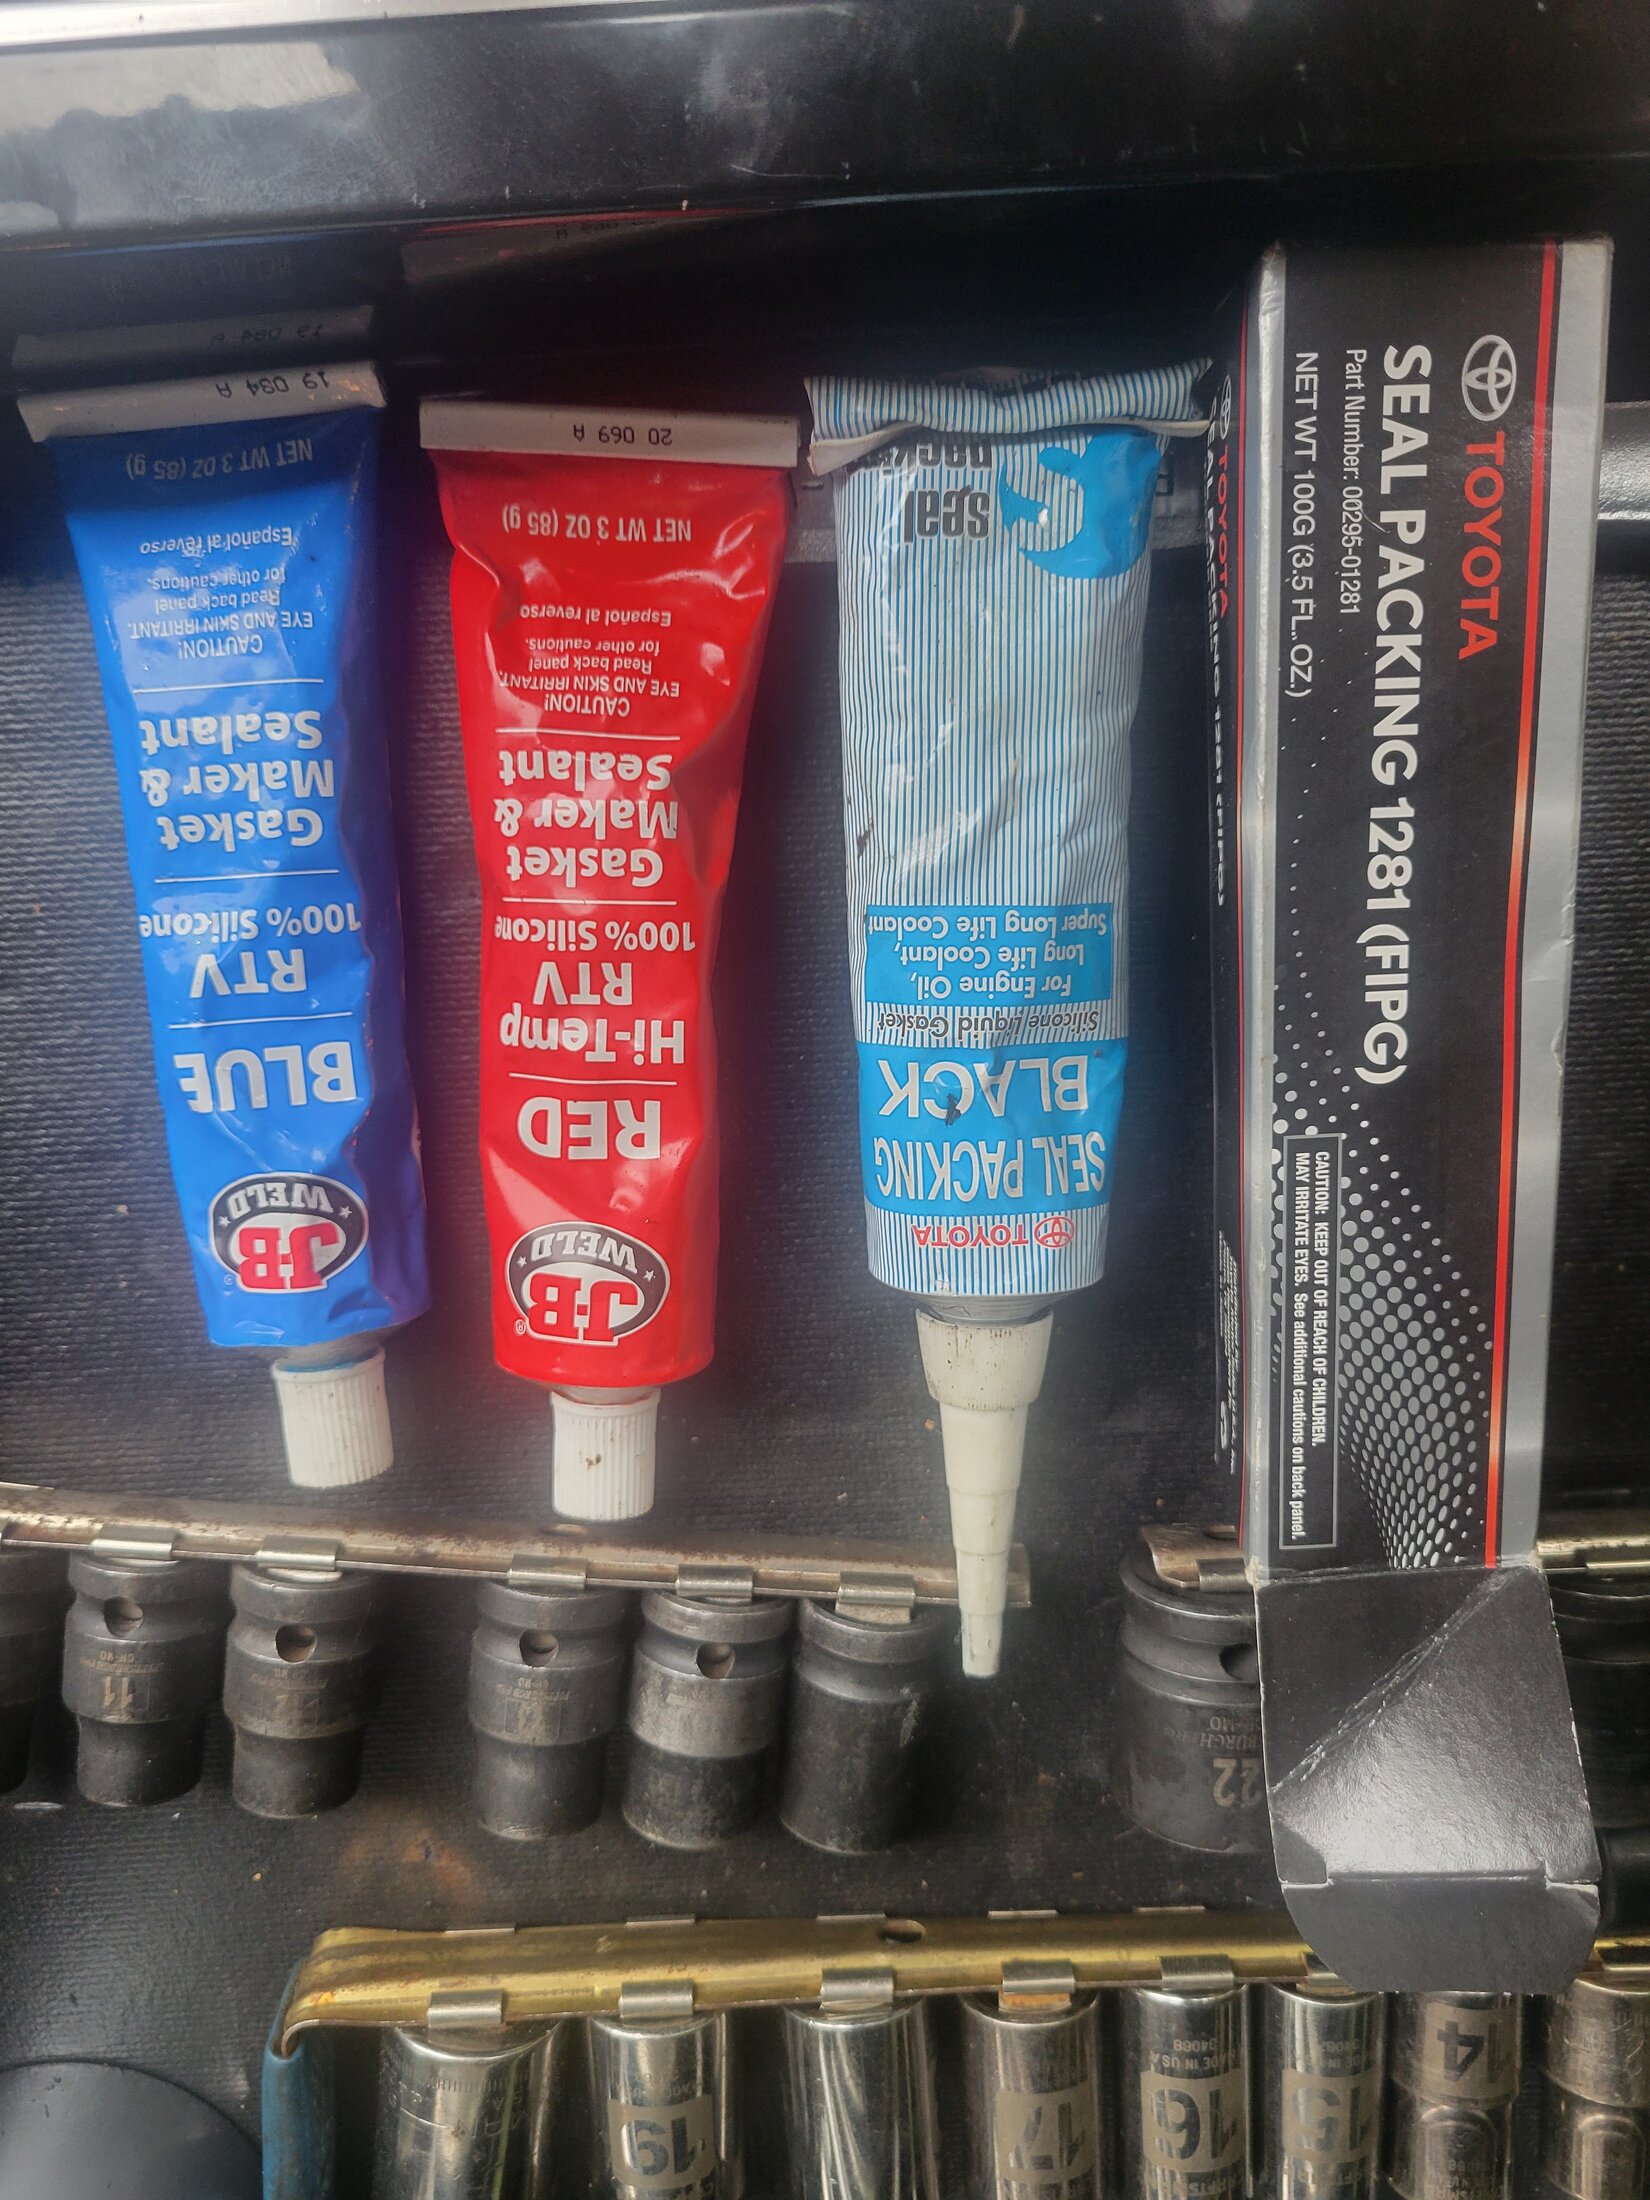 19 094 A
NET WT 3 OZ (85 g)
Español al reverso
for other cautions.
Read back panel
EYE AND SKIN IRRITANT.
CAUTION!
Sealant
Maker &
Gasket
100% Silicone
RTV
BLUE
J-B
WELD
20 069 A
NET WT 3 OZ (85 g)
Español al reverso
for other cautions.
Read back panel
EYE AND SKIN IRRITANT.
CAUTION!
Sealant
Maker &
Gasket
100% Silicone
RTV
Hi-Temp
RED
J-B
WELD
®
S
seal
Super Long Life Coolant
Long Life Coolant,
For Engine Oil,
Silicone Liquid Gasket
BLACK
SEAL PACKING
TOYOTA
TOYOTA
SEAL PACKING 1281 (FIPG)
Part Number: 00295-01281
NET WT 100G (3.5 FL. OZ.)
CAUTION: KEEP OUT OF REACH OF CHILDREN.
MAY IRRITATE EYES. See additional cautions on back panel.
TOYOTA
11
CR-MO
22
19
17
16
MADE IN USA
15
14